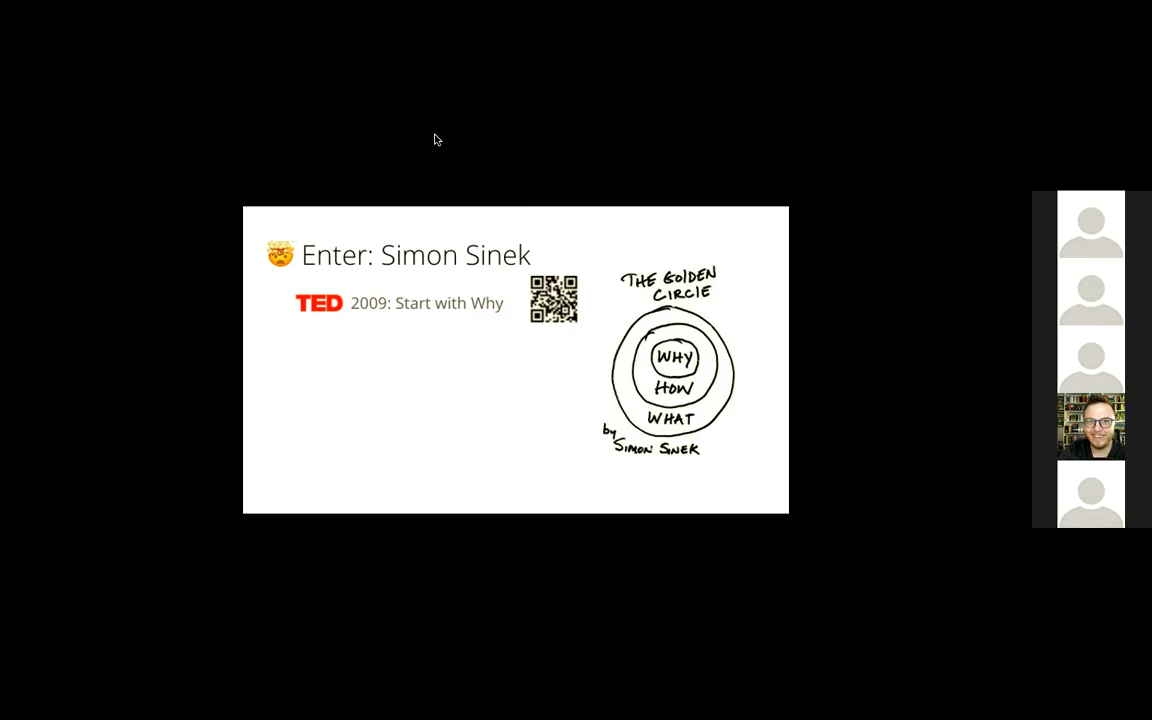 🤯 Enter: Simon Sinek
TED 2009: Start with Why
THE GOLDEN
CIRCLE
WHY
HOW
WHAT
by
SIMON SINEK